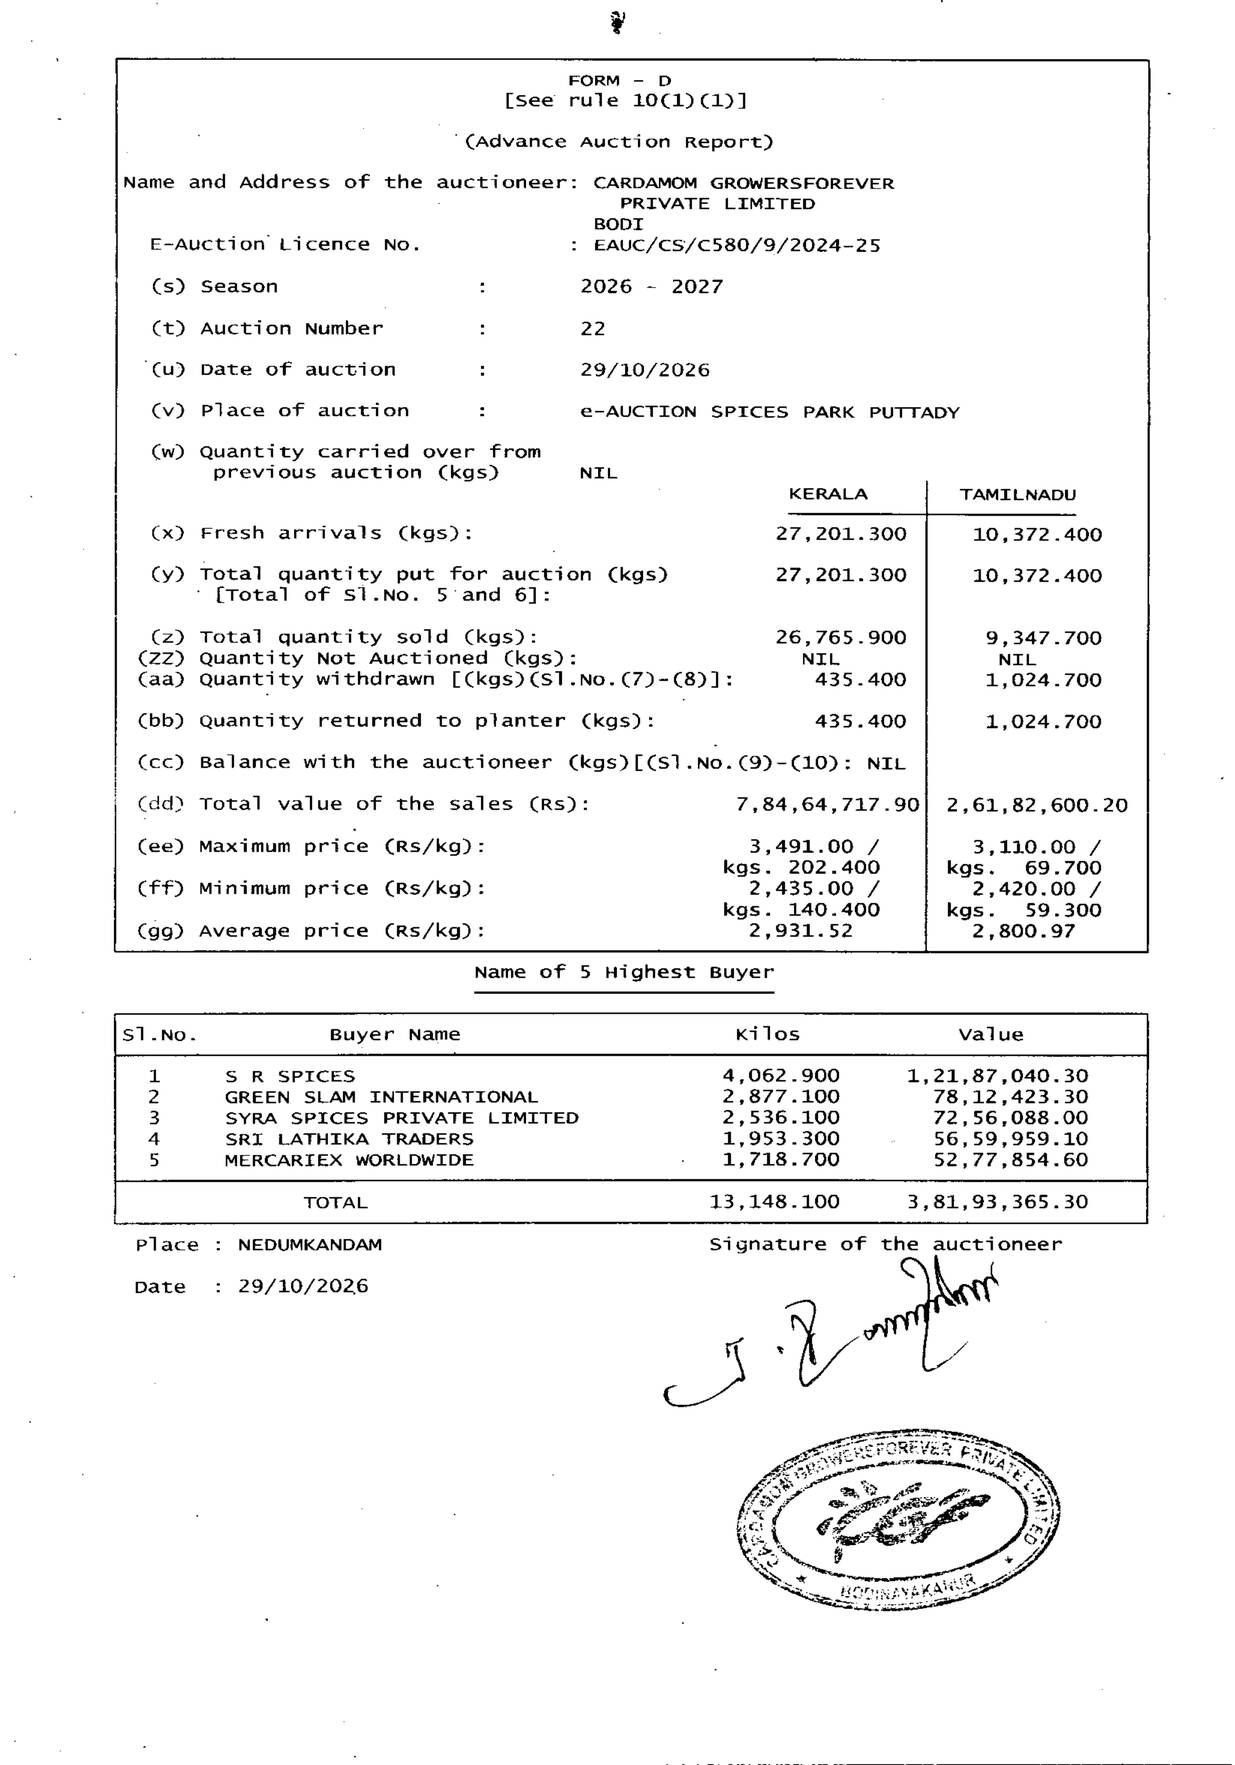 FORM - D
[See rule 10(1)(1)]
(Advance Auction Report)
Name and Address of the auctioneer: CARDAMOM GROWERSFOREVER
PRIVATE LIMITED
BODI
E-Auction Licence No. : EAUC/CS/C580/9/2024-25
(s) Season : 2026 - 2027
(t) Auction Number : 22
(u) Date of auction : 29/10/2026
(v) Place of auction : e-AUCTION SPICES PARK PUTTADY
(w) Quantity carried over from
previous auction (kgs) NIL
KERALA TAMILNADU
(x) Fresh arrivals (kgs): 27,201.300 10,372.400
(y) Total quantity put for auction (kgs) 27,201.300 10,372.400
[Total of Sl.No. 5 and 6]:
(z) Total quantity sold (kgs): 26,765.900 9,347.700
(ZZ) Quantity Not Auctioned (kgs): NIL NIL
(aa) Quantity withdrawn [(kgs)(Sl.No.(7)-(8)]: 435.400 1,024.700
(bb) Quantity returned to planter (kgs): 435.400 1,024.700
(cc) Balance with the auctioneer (kgs)[(Sl.No.(9)-(10): NIL
(dd) Total value of the sales (Rs): 7,84,64,717.90 2,61,82,600.20
(ee) Maximum price (Rs/kg): 3,491.00 / 3,110.00 /
kgs. 202.400 kgs. 69.700
(ff) Minimum price (Rs/kg): 2,435.00 / 2,420.00 /
kgs. 140.400 kgs. 59.300
(gg) Average price (Rs/kg): 2,931.52 2,800.97
Name of 5 Highest Buyer
Sl.No. Buyer Name Kilos Value
1 S R SPICES 4,062.900 1,21,87,040.30
2 GREEN SLAM INTERNATIONAL 2,877.100 78,12,423.30
3 SYRA SPICES PRIVATE LIMITED 2,536.100 72,56,088.00
4 SRI LATHIKA TRADERS 1,953.300 56,59,959.10
5 MERCARIEX WORLDWIDE 1,718.700 52,77,854.60
TOTAL 13,148.100 3,81,93,365.30
Place : NEDUMKANDAM Signature of the auctioneer
Date : 29/10/2026
CARDAMOM GROWERSFOREVER PRIVATE LIMITED
BODINAYAKANUR